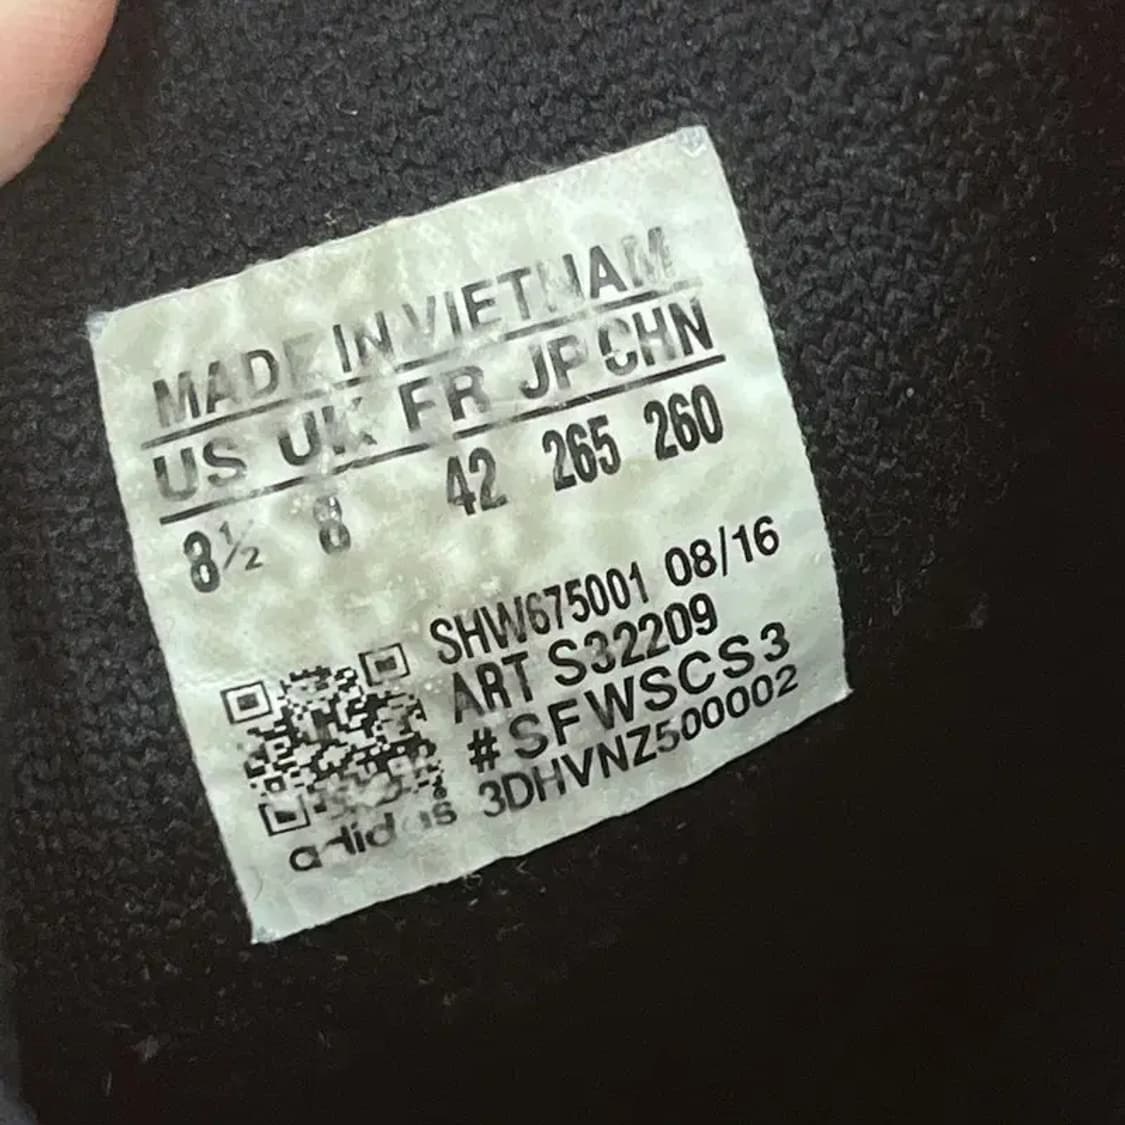 MADE IN VIETNAM
US UK FR JP CHN
8½ 8 42 265 260
SHW675001 08/16
ART S32209
#SFWSCS3
3DHVNZ500002
adidas